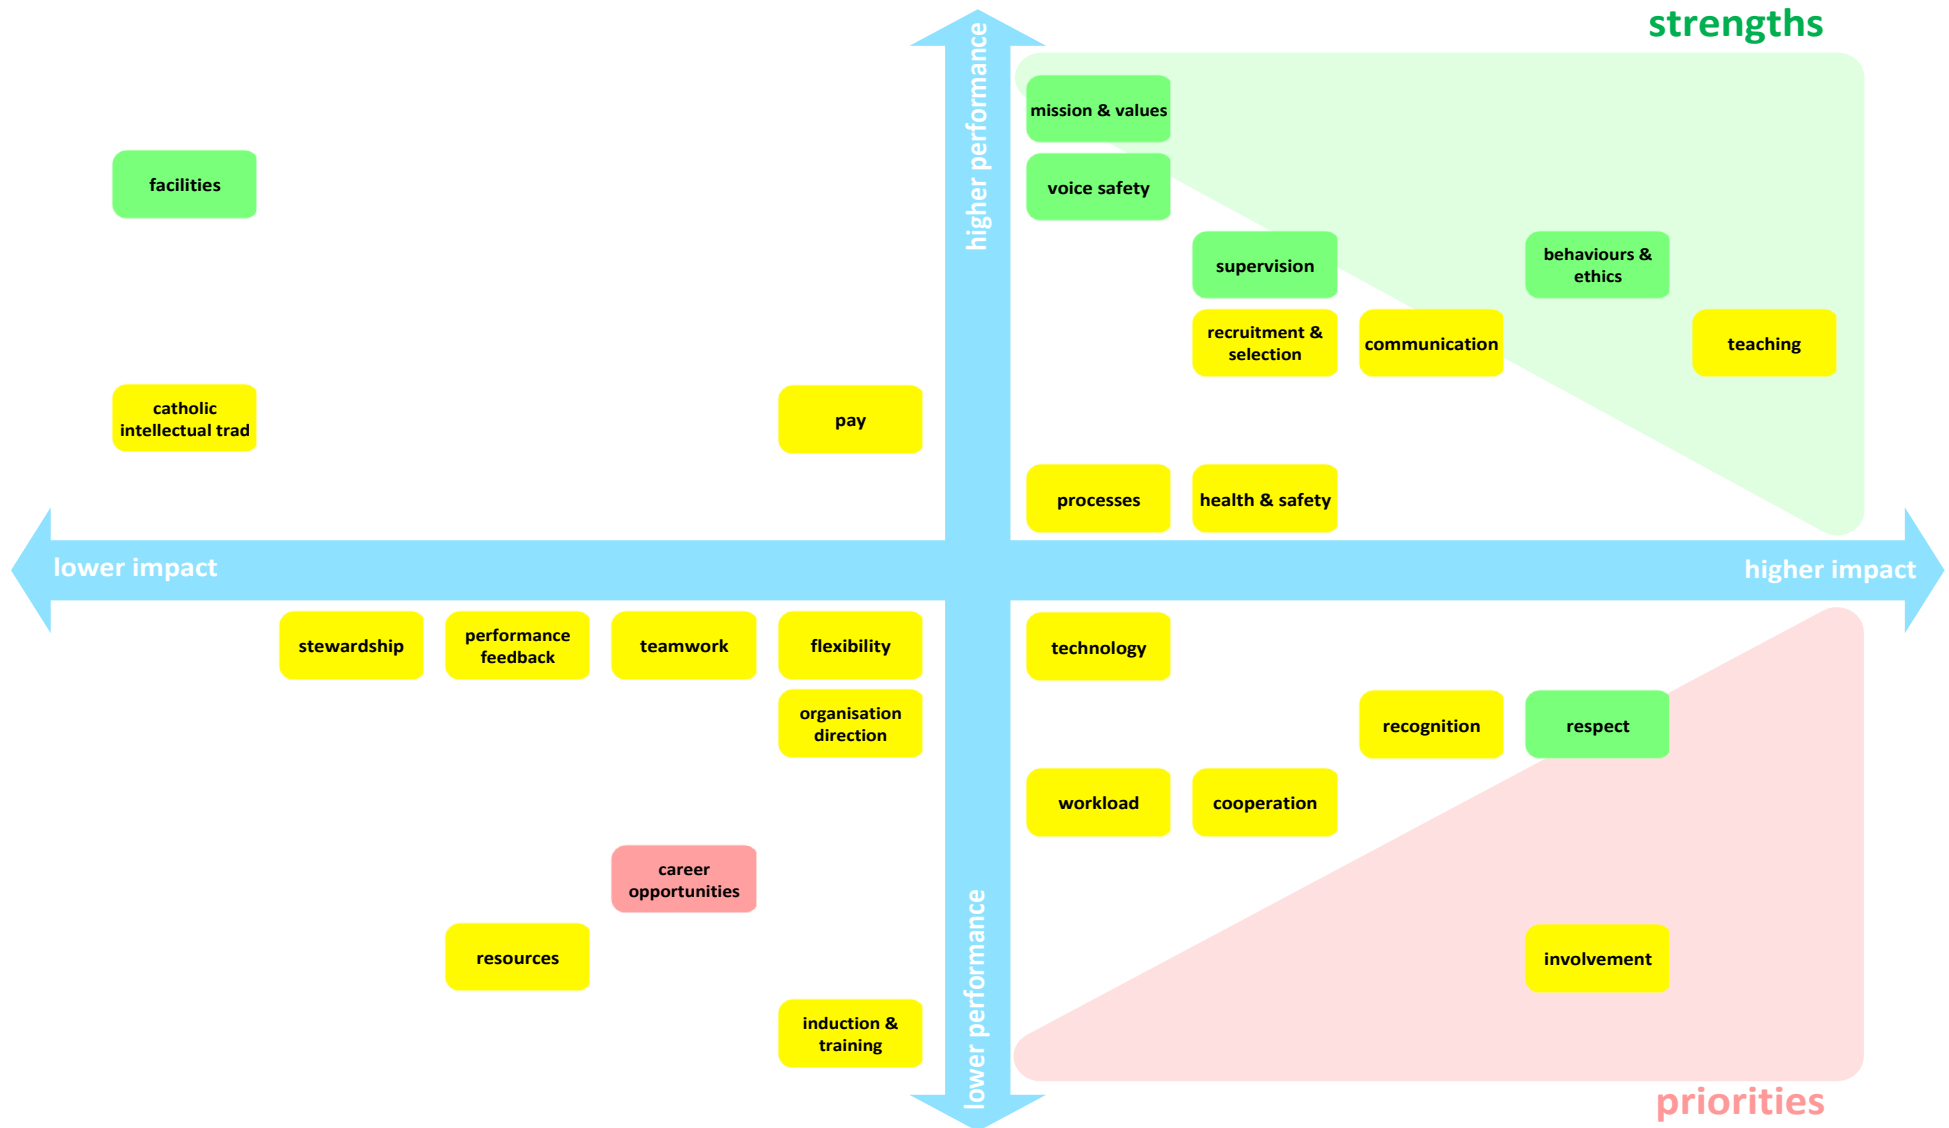 strengths
higher performance
mission & values
facilities
voice safety
supervision
behaviours &
ethics
recruitment &
selection
communication
teaching
catholic
intellectual trad
pay
processes
health & safety
lower impact
higher impact
stewardship
performance
feedback
teamwork
flexibility
technology
organisation
direction
recognition
respect
workload
cooperation
career
opportunities
resources
involvement
induction &
training
lower performance
priorities